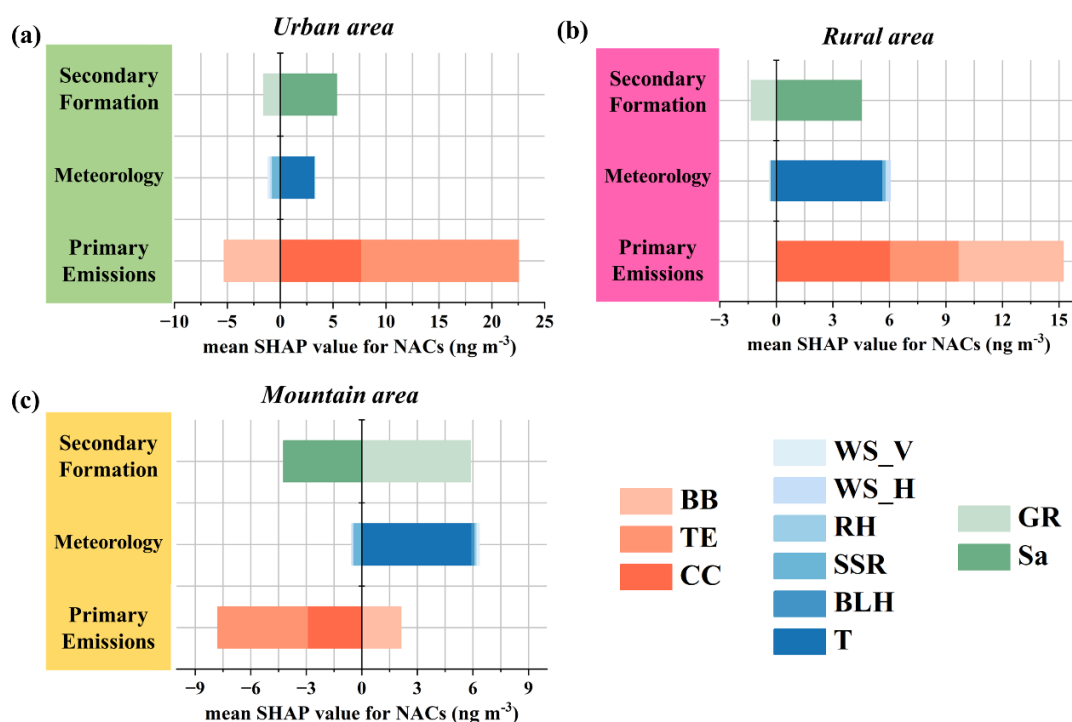 (a)
Urban area
Secondary
Formation
Meteorology
Primary
Emissions
−10 −5 0 5 10 15 20 25
mean SHAP value for NACs (ng m⁻³)
(b)
Rural area
Secondary
Formation
Meteorology
Primary
Emissions
−3 0 3 6 9 12 15
mean SHAP value for NACs (ng m⁻³)
(c)
Mountain area
Secondary
Formation
Meteorology
Primary
Emissions
−9 −6 −3 0 3 6 9
mean SHAP value for NACs (ng m⁻³)
BB
TE
CC
WS_V
WS_H
RH
SSR
BLH
T
GR
Sa